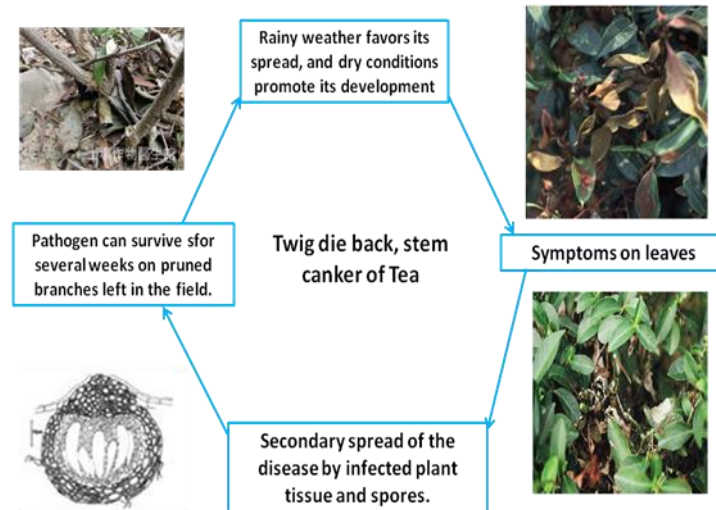 Rainy weather favors its
spread, and dry conditions
promote its development
Pathogen can survive sfor
several weeks on pruned
branches left in the field.
Twig die back, stem
canker of Tea
Symptoms on leaves
Secondary spread of the
disease by infected plant
tissue and spores.